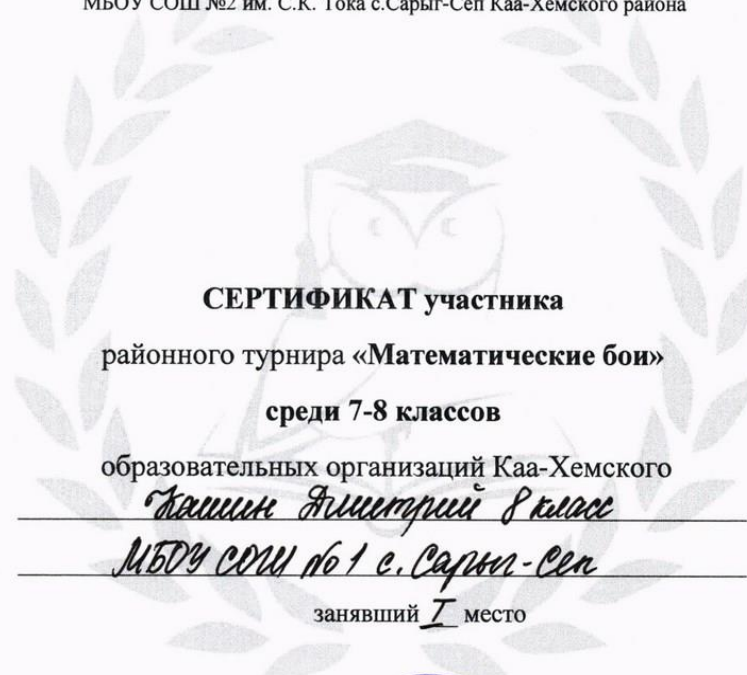 МБОУ СОШ №2 им. С.К. Тока с.Сарыг-Сеп Каа-Хемского района
СЕРТИФИКАТ участника
районного турнира «Математические бои»
среди 7-8 классов
образовательных организаций Каа-Хемского
Кашин Дмитрий 8 класс
МБОУ СОШ №1 с. Сарыг-Сеп
занявший I место